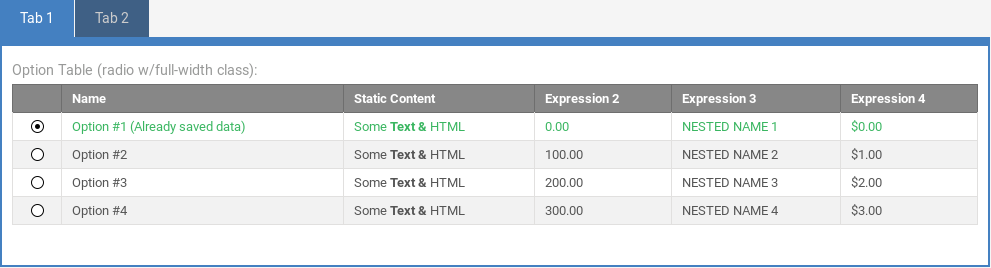 Tab 1 Tab 2
Option Table (radio w/full-width class):
Name Static Content Expression 2 Expression 3 Expression 4
Option #1 (Already saved data) Some Text & HTML 0.00 NESTED NAME 1 $0.00
Option #2 Some Text & HTML 100.00 NESTED NAME 2 $1.00
Option #3 Some Text & HTML 200.00 NESTED NAME 3 $2.00
Option #4 Some Text & HTML 300.00 NESTED NAME 4 $3.00